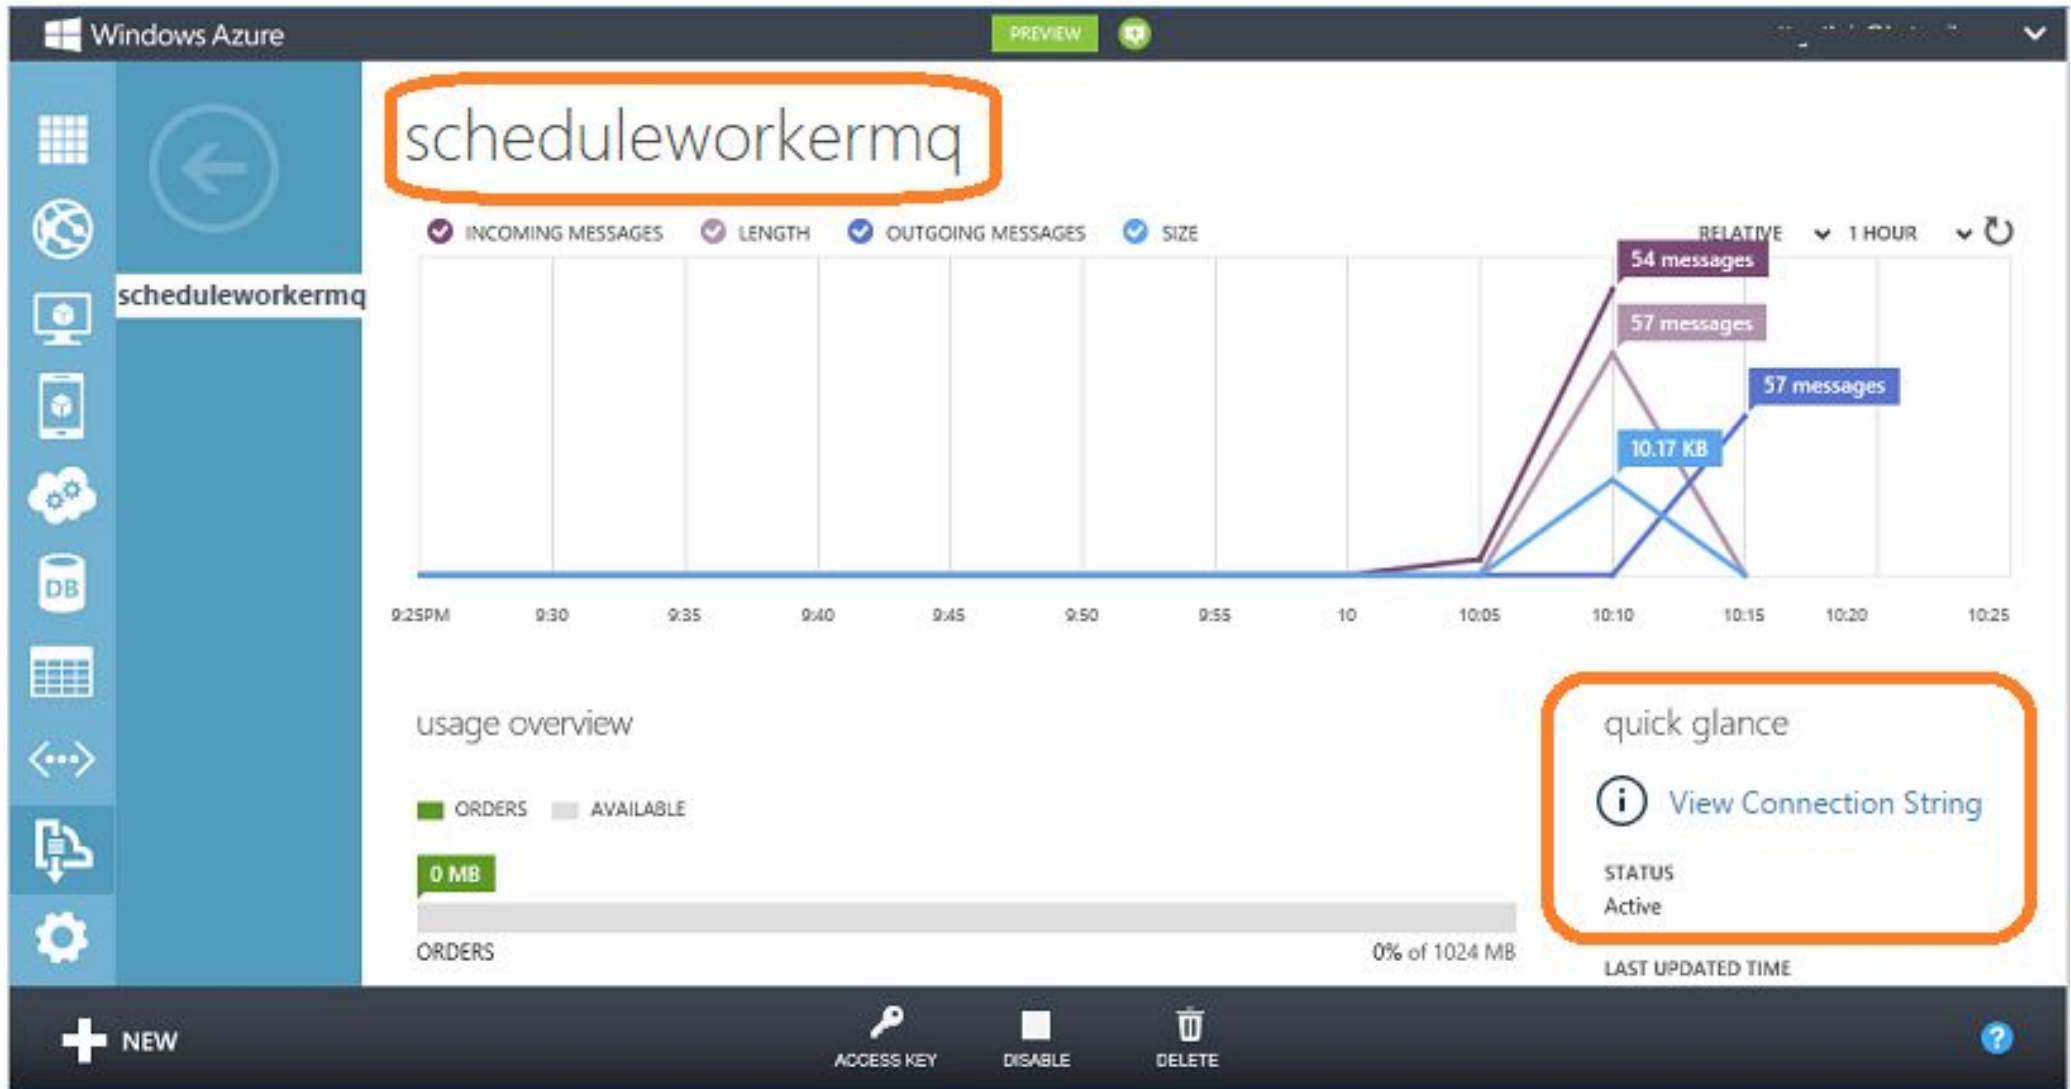 Windows Azure
PREVIEW
scheduleworkermq
scheduleworkermq
INCOMING MESSAGES LENGTH OUTGOING MESSAGES SIZE
RELATIVE 1 HOUR
54 messages
57 messages
57 messages
10.17 KB
9:25PM 9:30 9:35 9:40 9:45 9:50 9:55 10 10:05 10:10 10:15 10:20 10:25
usage overview
ORDERS AVAILABLE
0 MB
ORDERS
0% of 1024 MB
quick glance
View Connection String
STATUS
Active
LAST UPDATED TIME
DB
NEW
ACCESS KEY
DISABLE
DELETE
?